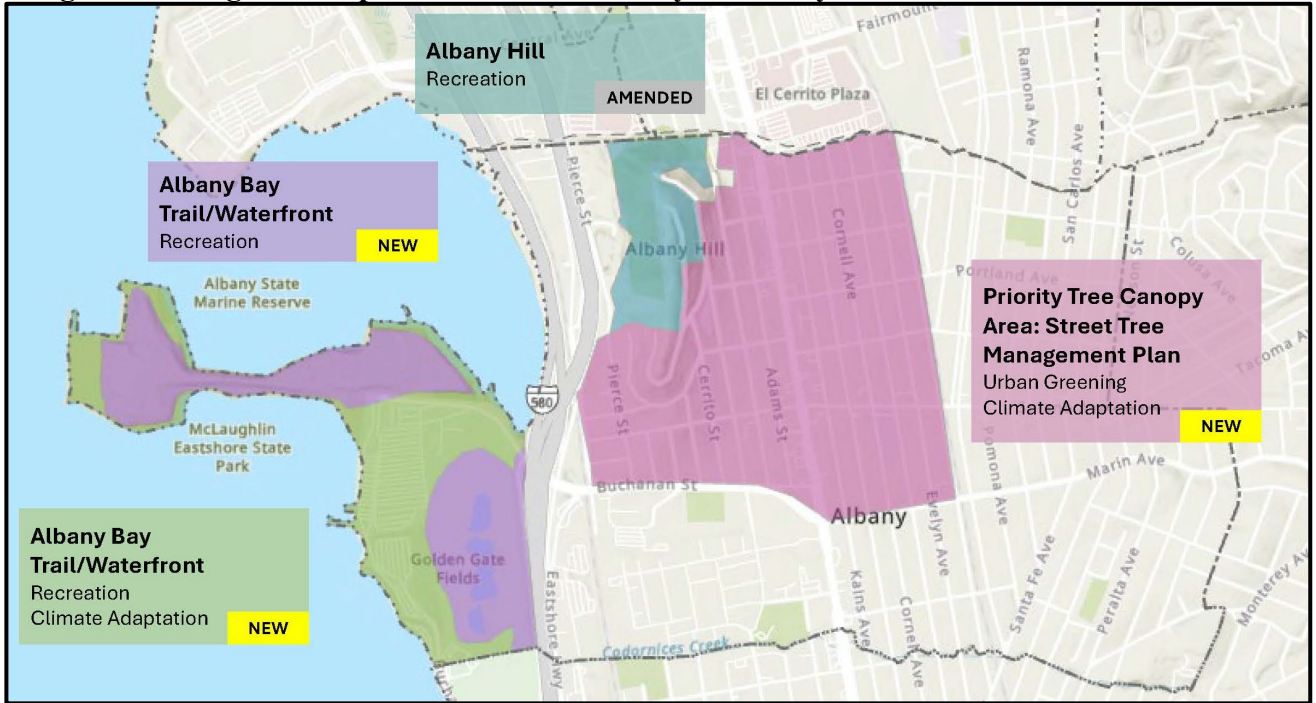 Albany Hill
Recreation
AMENDED
Central Ave
Fairmount
El Cerrito Plaza
Ramona Ave
San Carlos Ave
Pierce St
Albany Bay
Trail/Waterfront
Recreation
NEW
Albany Hill
Cornell Ave
Colusa Ave
Portland Ave
Albany State
Marine Reserve
Priority Tree Canopy
Area: Street Tree
Management Plan
Urban Greening
Climate Adaptation
NEW
Tacoma A
580
Pierce St
Cerrito St
Adams St
McLaughlin
Eastshore State
Park
Pomona Ave
Marin Ave
Buchanan St
Albany
Evelyn Ave
Albany Bay
Trail/Waterfront
Recreation
Climate Adaptation
NEW
Golden Gate
Fields
Eastshore Hwy
Kains Ave
Cornell Ave
Santa Fe Ave
Peralta Ave
Monterey Av
Codornices Creek